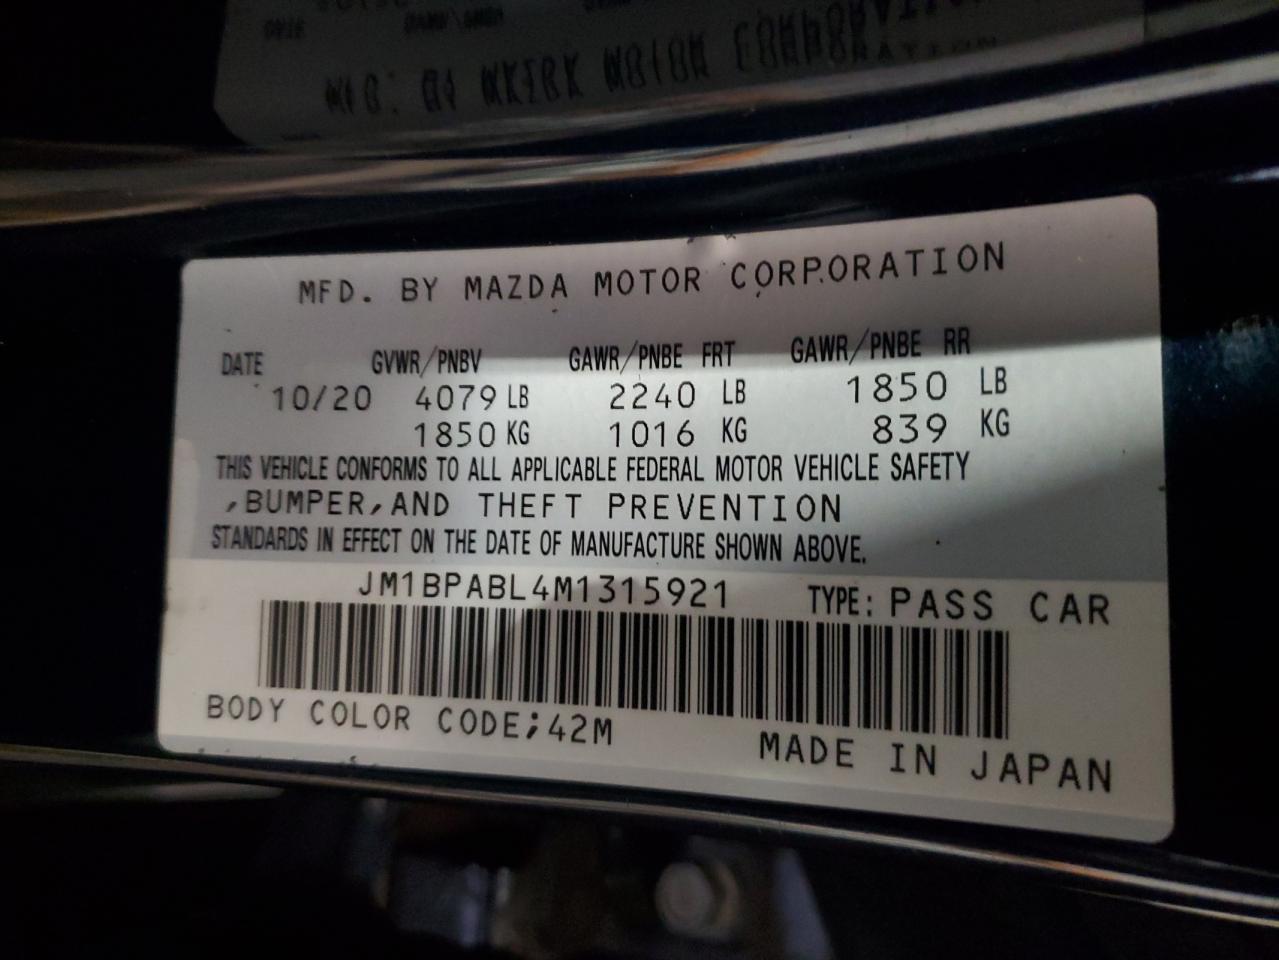 MFD. BY MAZDA MOTOR CORPORATION
DATE GVWR/PNBV GAWR/PNBE FRT GAWR/PNBE RR
10/20 4079 LB 2240 LB 1850 LB
1850 KG 1016 KG 839 KG
THIS VEHICLE CONFORMS TO ALL APPLICABLE FEDERAL MOTOR VEHICLE SAFETY
,BUMPER,AND THEFT PREVENTION
STANDARDS IN EFFECT ON THE DATE OF MANUFACTURE SHOWN ABOVE.
JM1BPABL4M1315921 TYPE: PASS CAR
BODY COLOR CODE;42M
MADE IN JAPAN